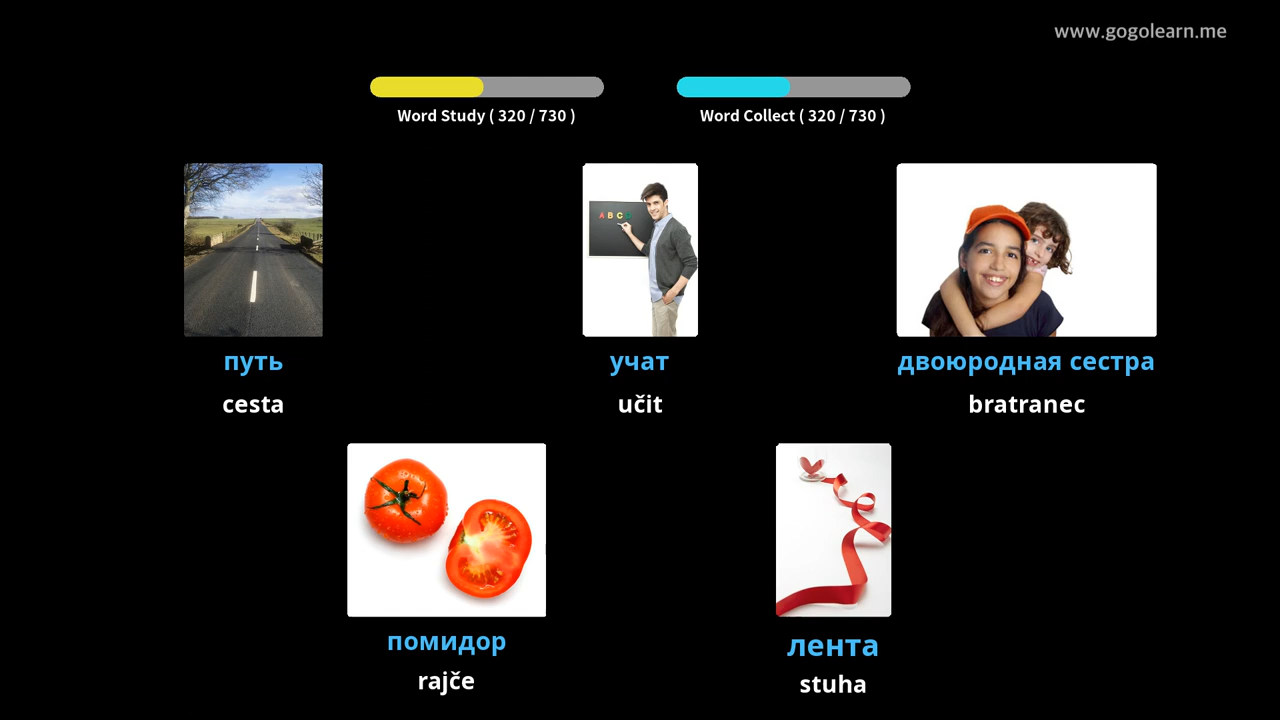 www.gogolearn.me
Word Study ( 320 / 730 )
Word Collect ( 320 / 730 )
путь
учат
двоюродная сестра
cesta
učit
bratranec
помидор
лента
rajče
stuha